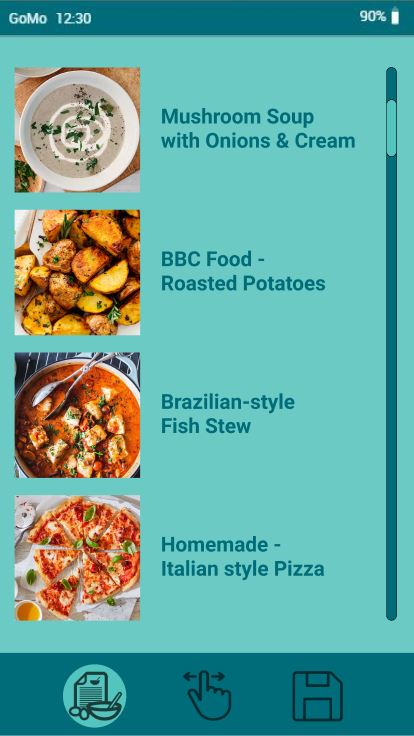 GoMo 12:30
90%
Mushroom Soup
with Onions & Cream
BBC Food -
Roasted Potatoes
Brazilian-style
Fish Stew
Homemade -
Italian style Pizza